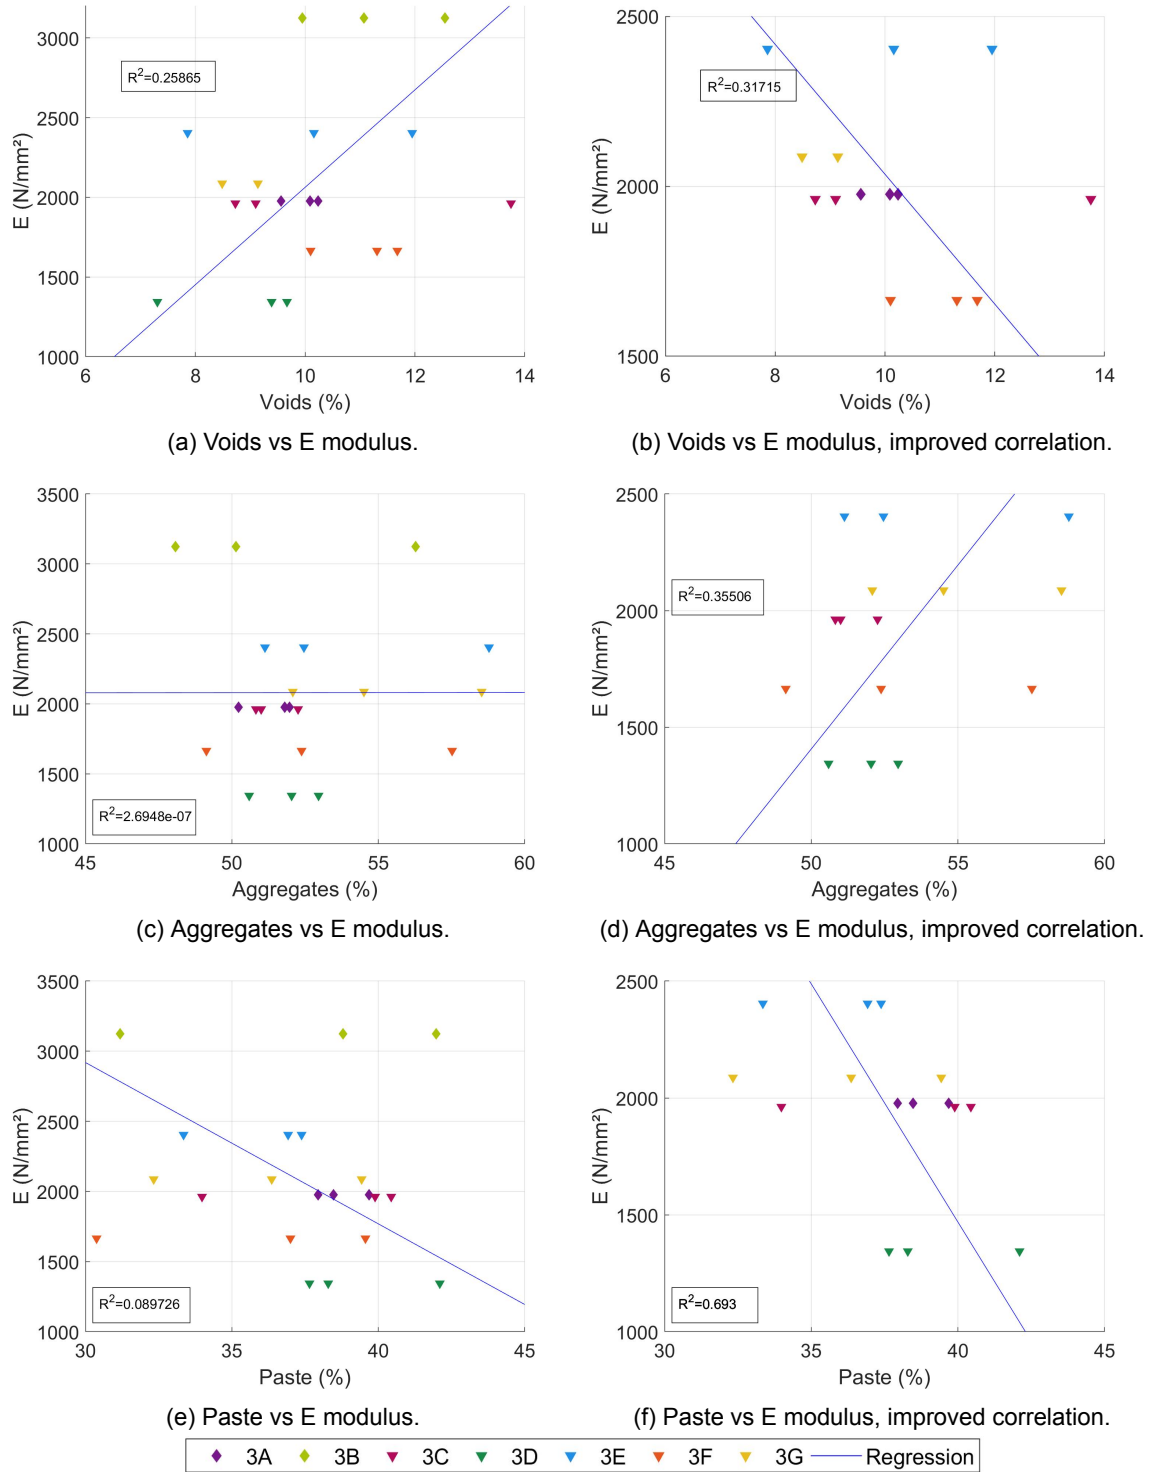 3000
2500
2000
1500
1000
E (N/mm²)
R²=0.25865
6 8 10 12 14
Voids (%)
(a) Voids vs E modulus.
2500
2000
1500
E (N/mm²)
R²=0.31715
6 8 10 12 14
Voids (%)
(b) Voids vs E modulus, improved correlation.
3500
3000
2500
2000
1500
1000
E (N/mm²)
R²=2.6948e-07
45 50 55 60
Aggregates (%)
(c) Aggregates vs E modulus.
2500
2000
1500
1000
E (N/mm²)
R²=0.35506
45 50 55 60
Aggregates (%)
(d) Aggregates vs E modulus, improved correlation.
3500
3000
2500
2000
1500
1000
E (N/mm²)
R²=0.089726
30 35 40 45
Paste (%)
(e) Paste vs E modulus.
2500
2000
1500
1000
E (N/mm²)
R²=0.693
30 35 40 45
Paste (%)
(f) Paste vs E modulus, improved correlation.
3A 3B 3C 3D 3E 3F 3G Regression